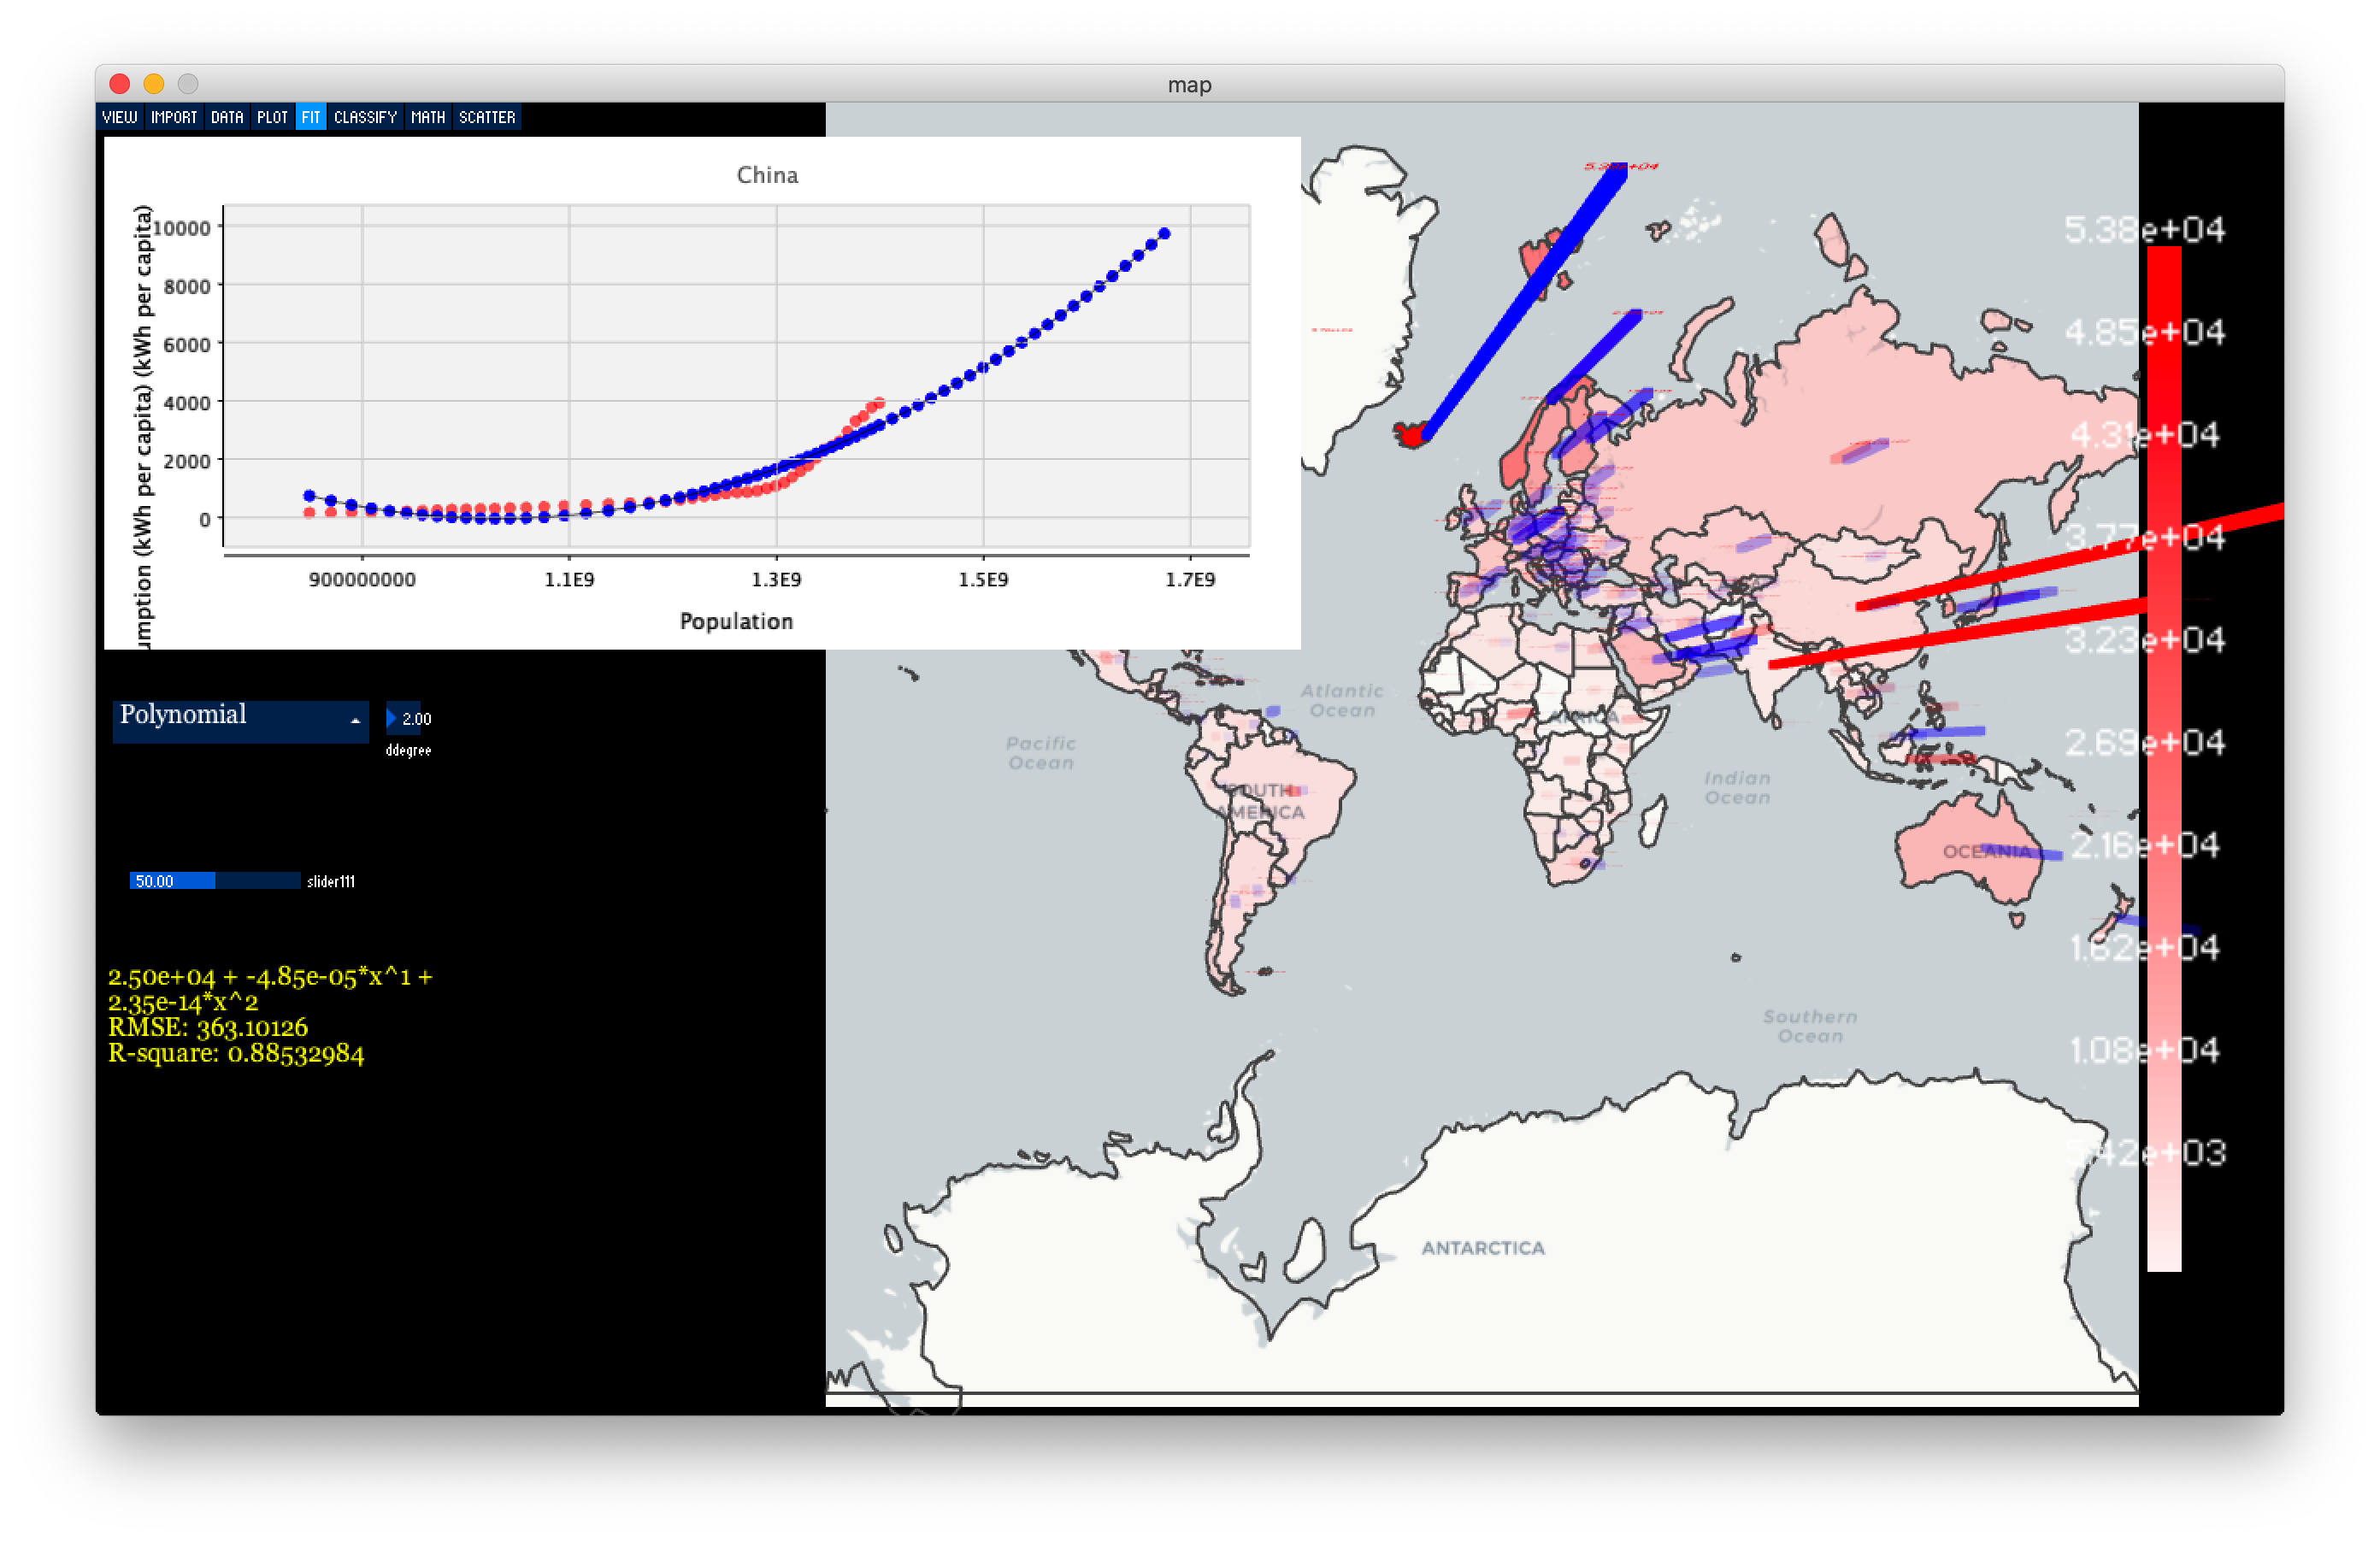 map
VIEW IMPORT DATA PLOT FIT CLASSIFY MATH SCATTER
China
umption (kWh per capita) (kWh per capita)
10000
8000
6000
4000
2000
0
900000000 1.1E9 1.3E9 1.5E9 1.7E9
Population
Polynomial
2.00
ddegree
50.00 slider111
2.50e+04 + -4.85e-05*x^1 +
2.35e-14*x^2
RMSE: 363.10126
R-square: 0.88532984
Atlantic
Ocean
Pacific
Ocean
AFRICA
SOUTH
AMERICA
Indian
Ocean
OCEANIA
Southern
Ocean
ANTARCTICA
5.38e+04
4.85e+04
4.31e+04
3.77e+04
3.23e+04
2.69e+04
2.16e+04
1.62e+04
1.08e+04
5.42e+03